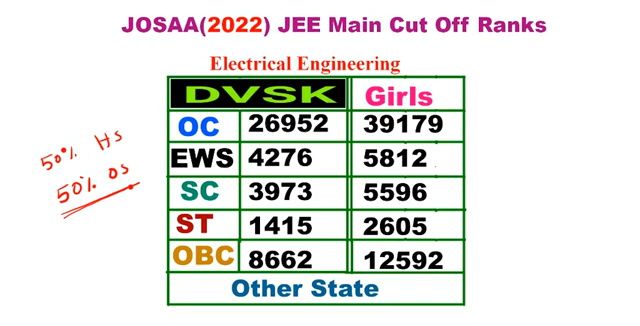 JOSAA(2022) JEE Main Cut Off Ranks
Electrical Engineering
DVSK Girls
OC 26952 39179
EWS 4276 5812
SC 3973 5596
ST 1415 2605
OBC 8662 12592
Other State
50% HS
50% OS